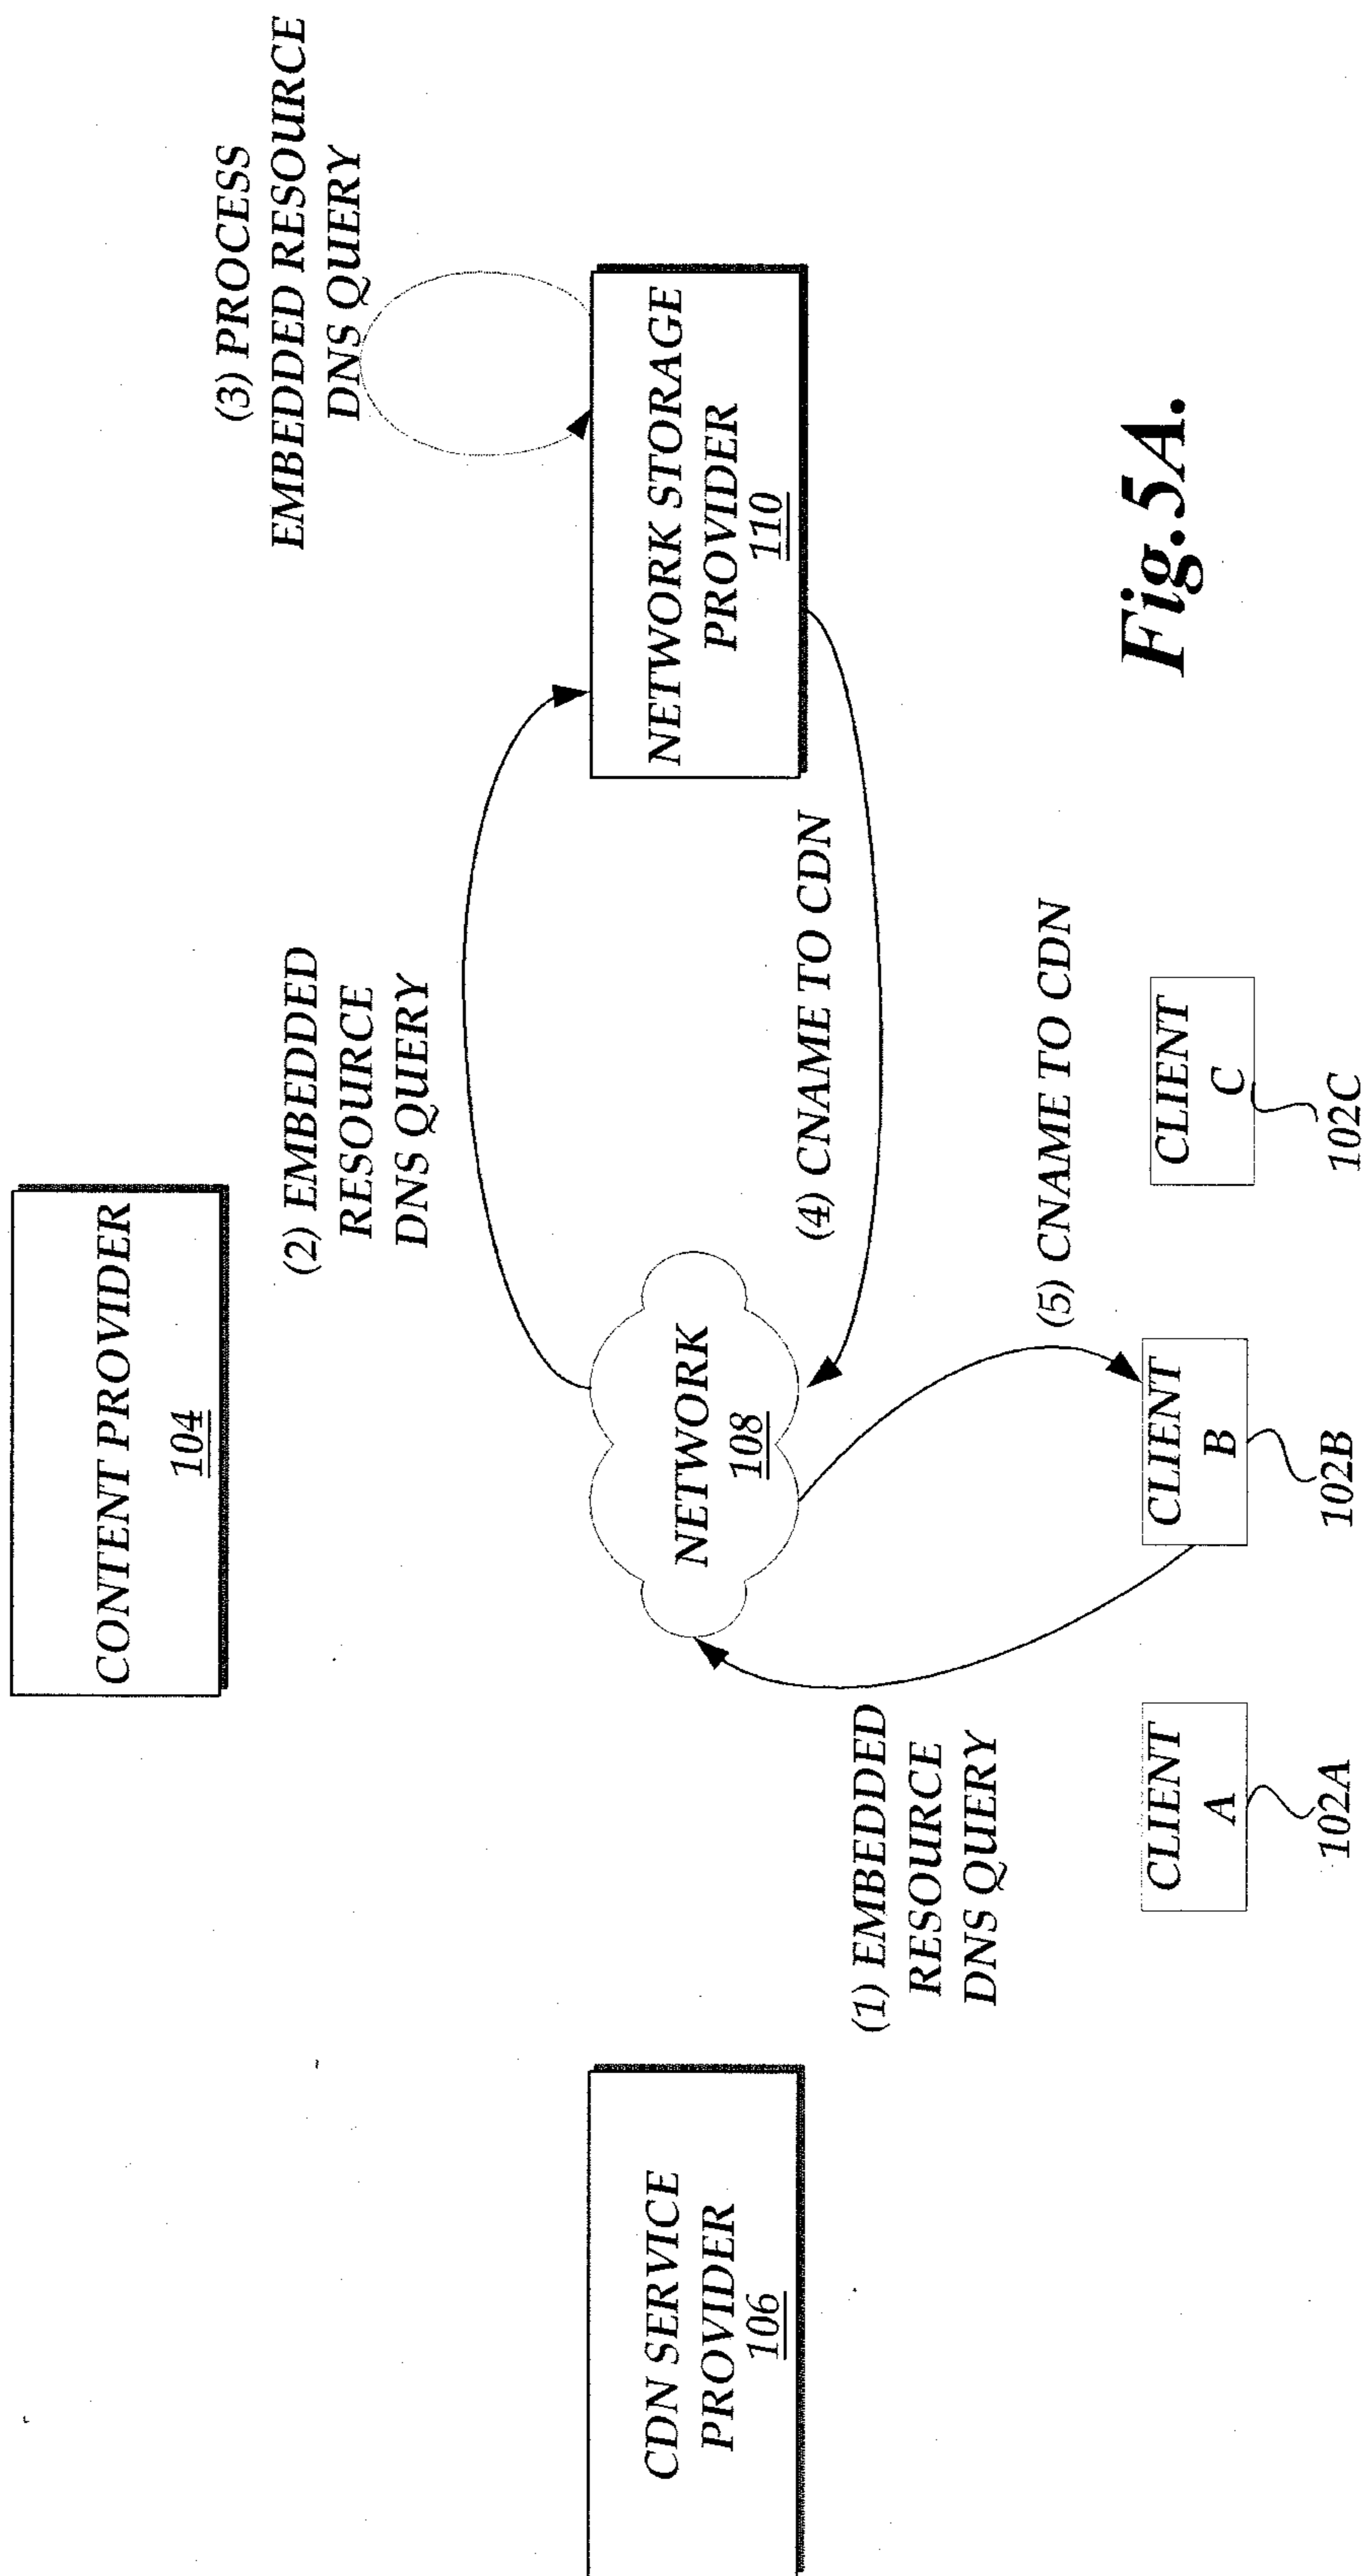 CONTENT PROVIDER
104
(3) PROCESS
EMBEDDED RESOURCE
DNS QUERY
(2) EMBEDDED
RESOURCE
DNS QUERY
CDN SERVICE
PROVIDER
106
NETWORK
108
NETWORK STORAGE
PROVIDER
110
(4) CNAME TO CDN
(1) EMBEDDED
RESOURCE
DNS QUERY
(5) CNAME TO CDN
CLIENT
A
102A
CLIENT
B
102B
CLIENT
C
102C
Fig.5A.